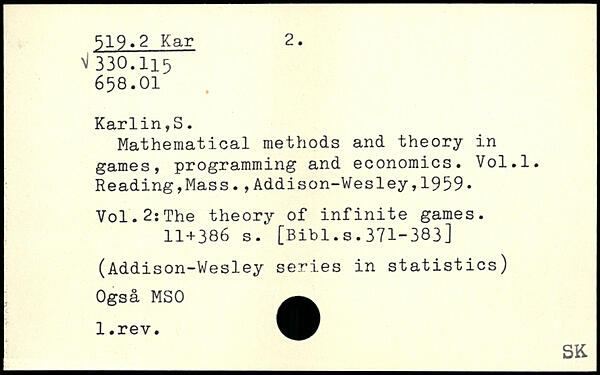 519.2 Kar 2.
√ 330.115
658.01
Karlin,S.
Mathematical methods and theory in
games, programming and economics. Vol.1.
Reading,Mass.,Addison-Wesley,1959.
Vol.2:The theory of infinite games.
11+386 s. [Bibl.s.371-383]
(Addison-Wesley series in statistics)
Også MSO
1.rev.
SK